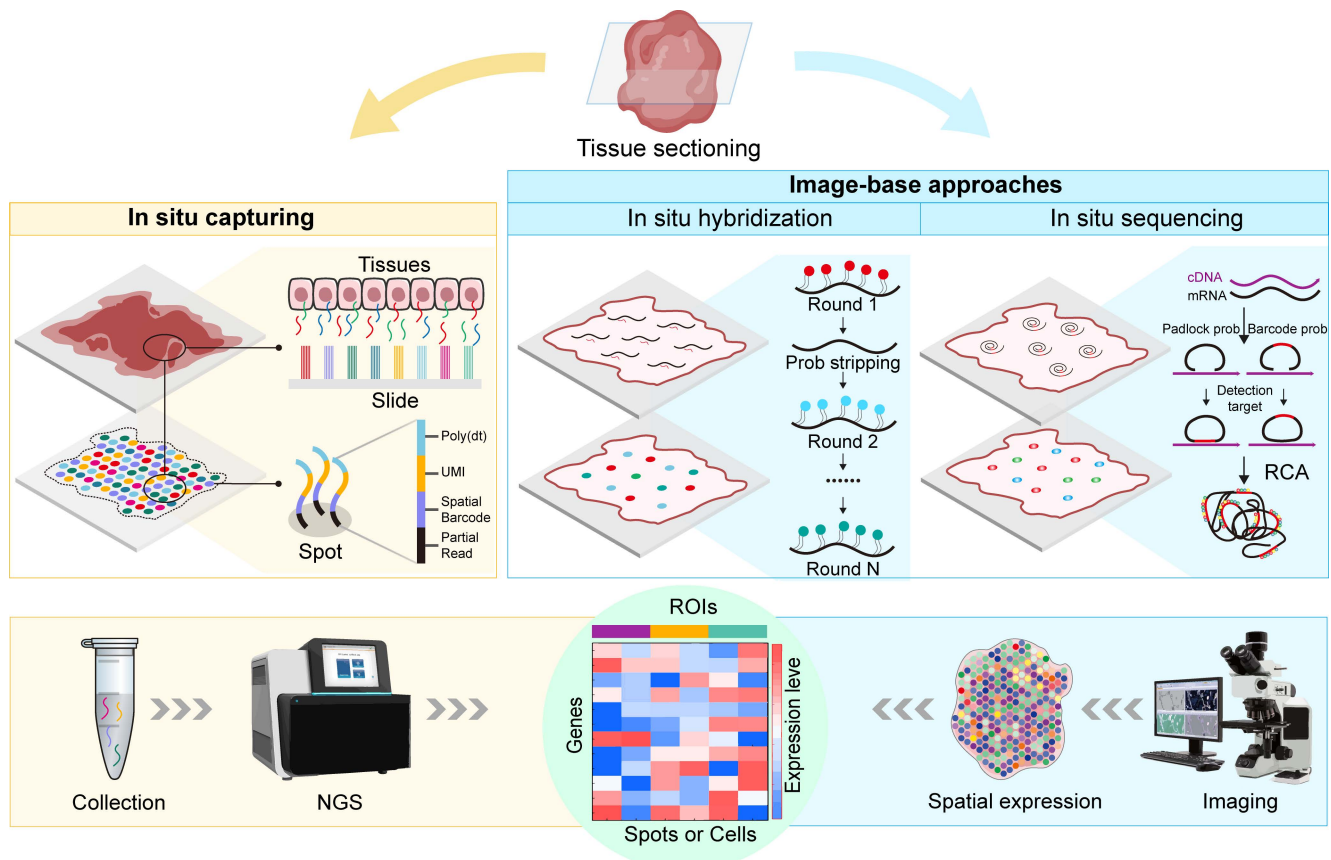 Tissue sectioning
In situ capturing
Image-base approaches
In situ hybridization
In situ sequencing
Tissues
Slide
Poly(dt)
UMI
Spatial
Barcode
Partial
Read
Spot
Round 1
Prob stripping
Round 2
......
Round N
cDNA
mRNA
Padlock prob
Barcode prob
Detection
target
RCA
Collection
NGS
ROIs
Genes
Expression leve
Spots or Cells
Spatial expression
Imaging